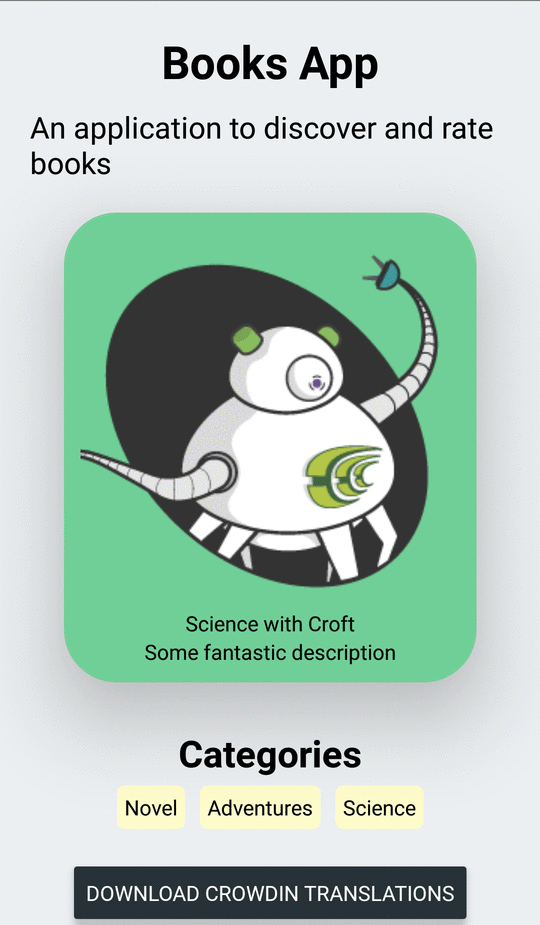 Books App
An application to discover and rate
books
Science with Croft
Some fantastic description
Categories
Novel Adventures Science
DOWNLOAD CROWDIN TRANSLATIONS